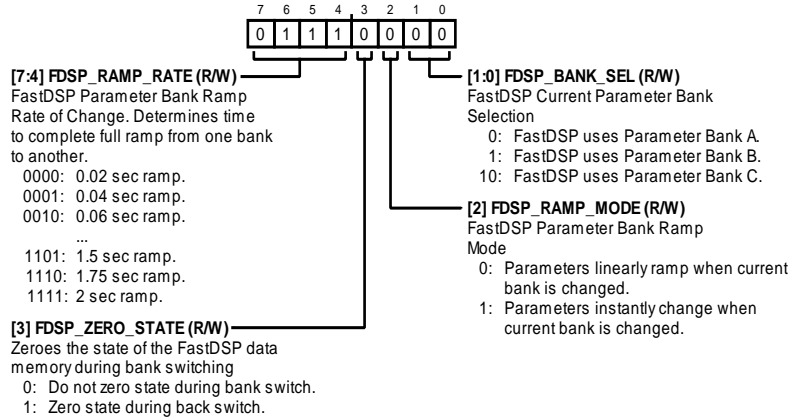 7 6 5 4 3 2 1 0
0 1 1 1 0 0 0 0
[7:4] FDSP_RAMP_RATE (R/W)
FastDSP Parameter Bank Ramp
Rate of Change. Determines time
to complete full ramp from one bank
to another.
0000: 0.02 sec ramp.
0001: 0.04 sec ramp.
0010: 0.06 sec ramp.
...
1101: 1.5 sec ramp.
1110: 1.75 sec ramp.
1111: 2 sec ramp.
[3] FDSP_ZERO_STATE (R/W)
Zeroes the state of the FastDSP data
memory during bank switching
0: Do not zero state during bank switch.
1: Zero state during back switch.
[1:0] FDSP_BANK_SEL (R/W)
FastDSP Current Parameter Bank
Selection
0: FastDSP uses Parameter Bank A.
1: FastDSP uses Parameter Bank B.
10: FastDSP uses Parameter Bank C.
[2] FDSP_RAMP_MODE (R/W)
FastDSP Parameter Bank Ramp
Mode
0: Parameters linearly ramp when current
bank is changed.
1: Parameters instantly change when
current bank is changed.